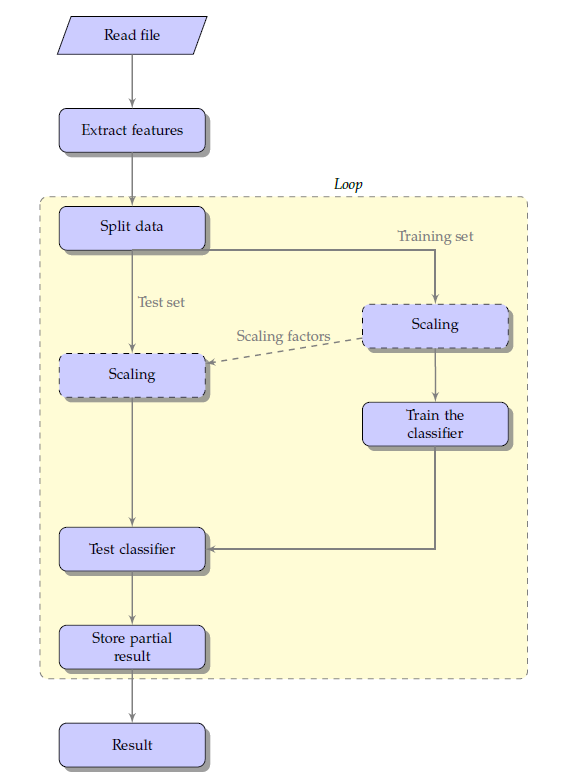 Read file
Extract features
Loop
Split data
Training set
Test set
Scaling
Scaling factors
Scaling
Train the
classifier
Test classifier
Store partial
result
Result